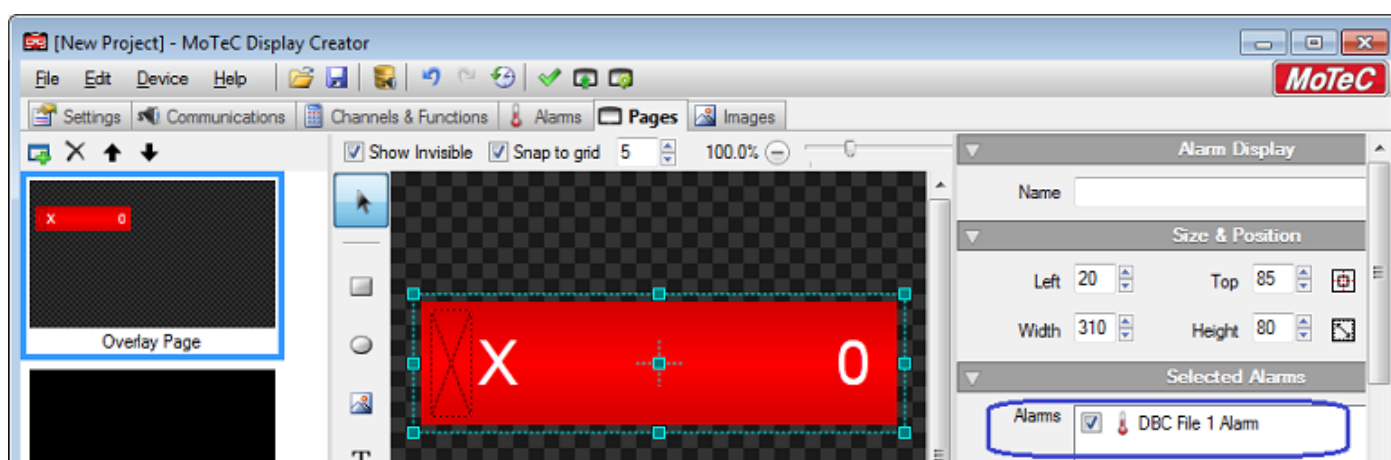 [New Project] - MoTeC Display Creator
File Edit Device Help
MoTeC
Settings Communications Channels & Functions Alarms Pages Images
Show Invisible Snap to grid 5 100.0%
Alarm Display
Name
X 0
Size & Position
Left 20 Top 85
Width 310 Height 80
Overlay Page
X 0
Selected Alarms
Alarms DBC File 1 Alarm
T